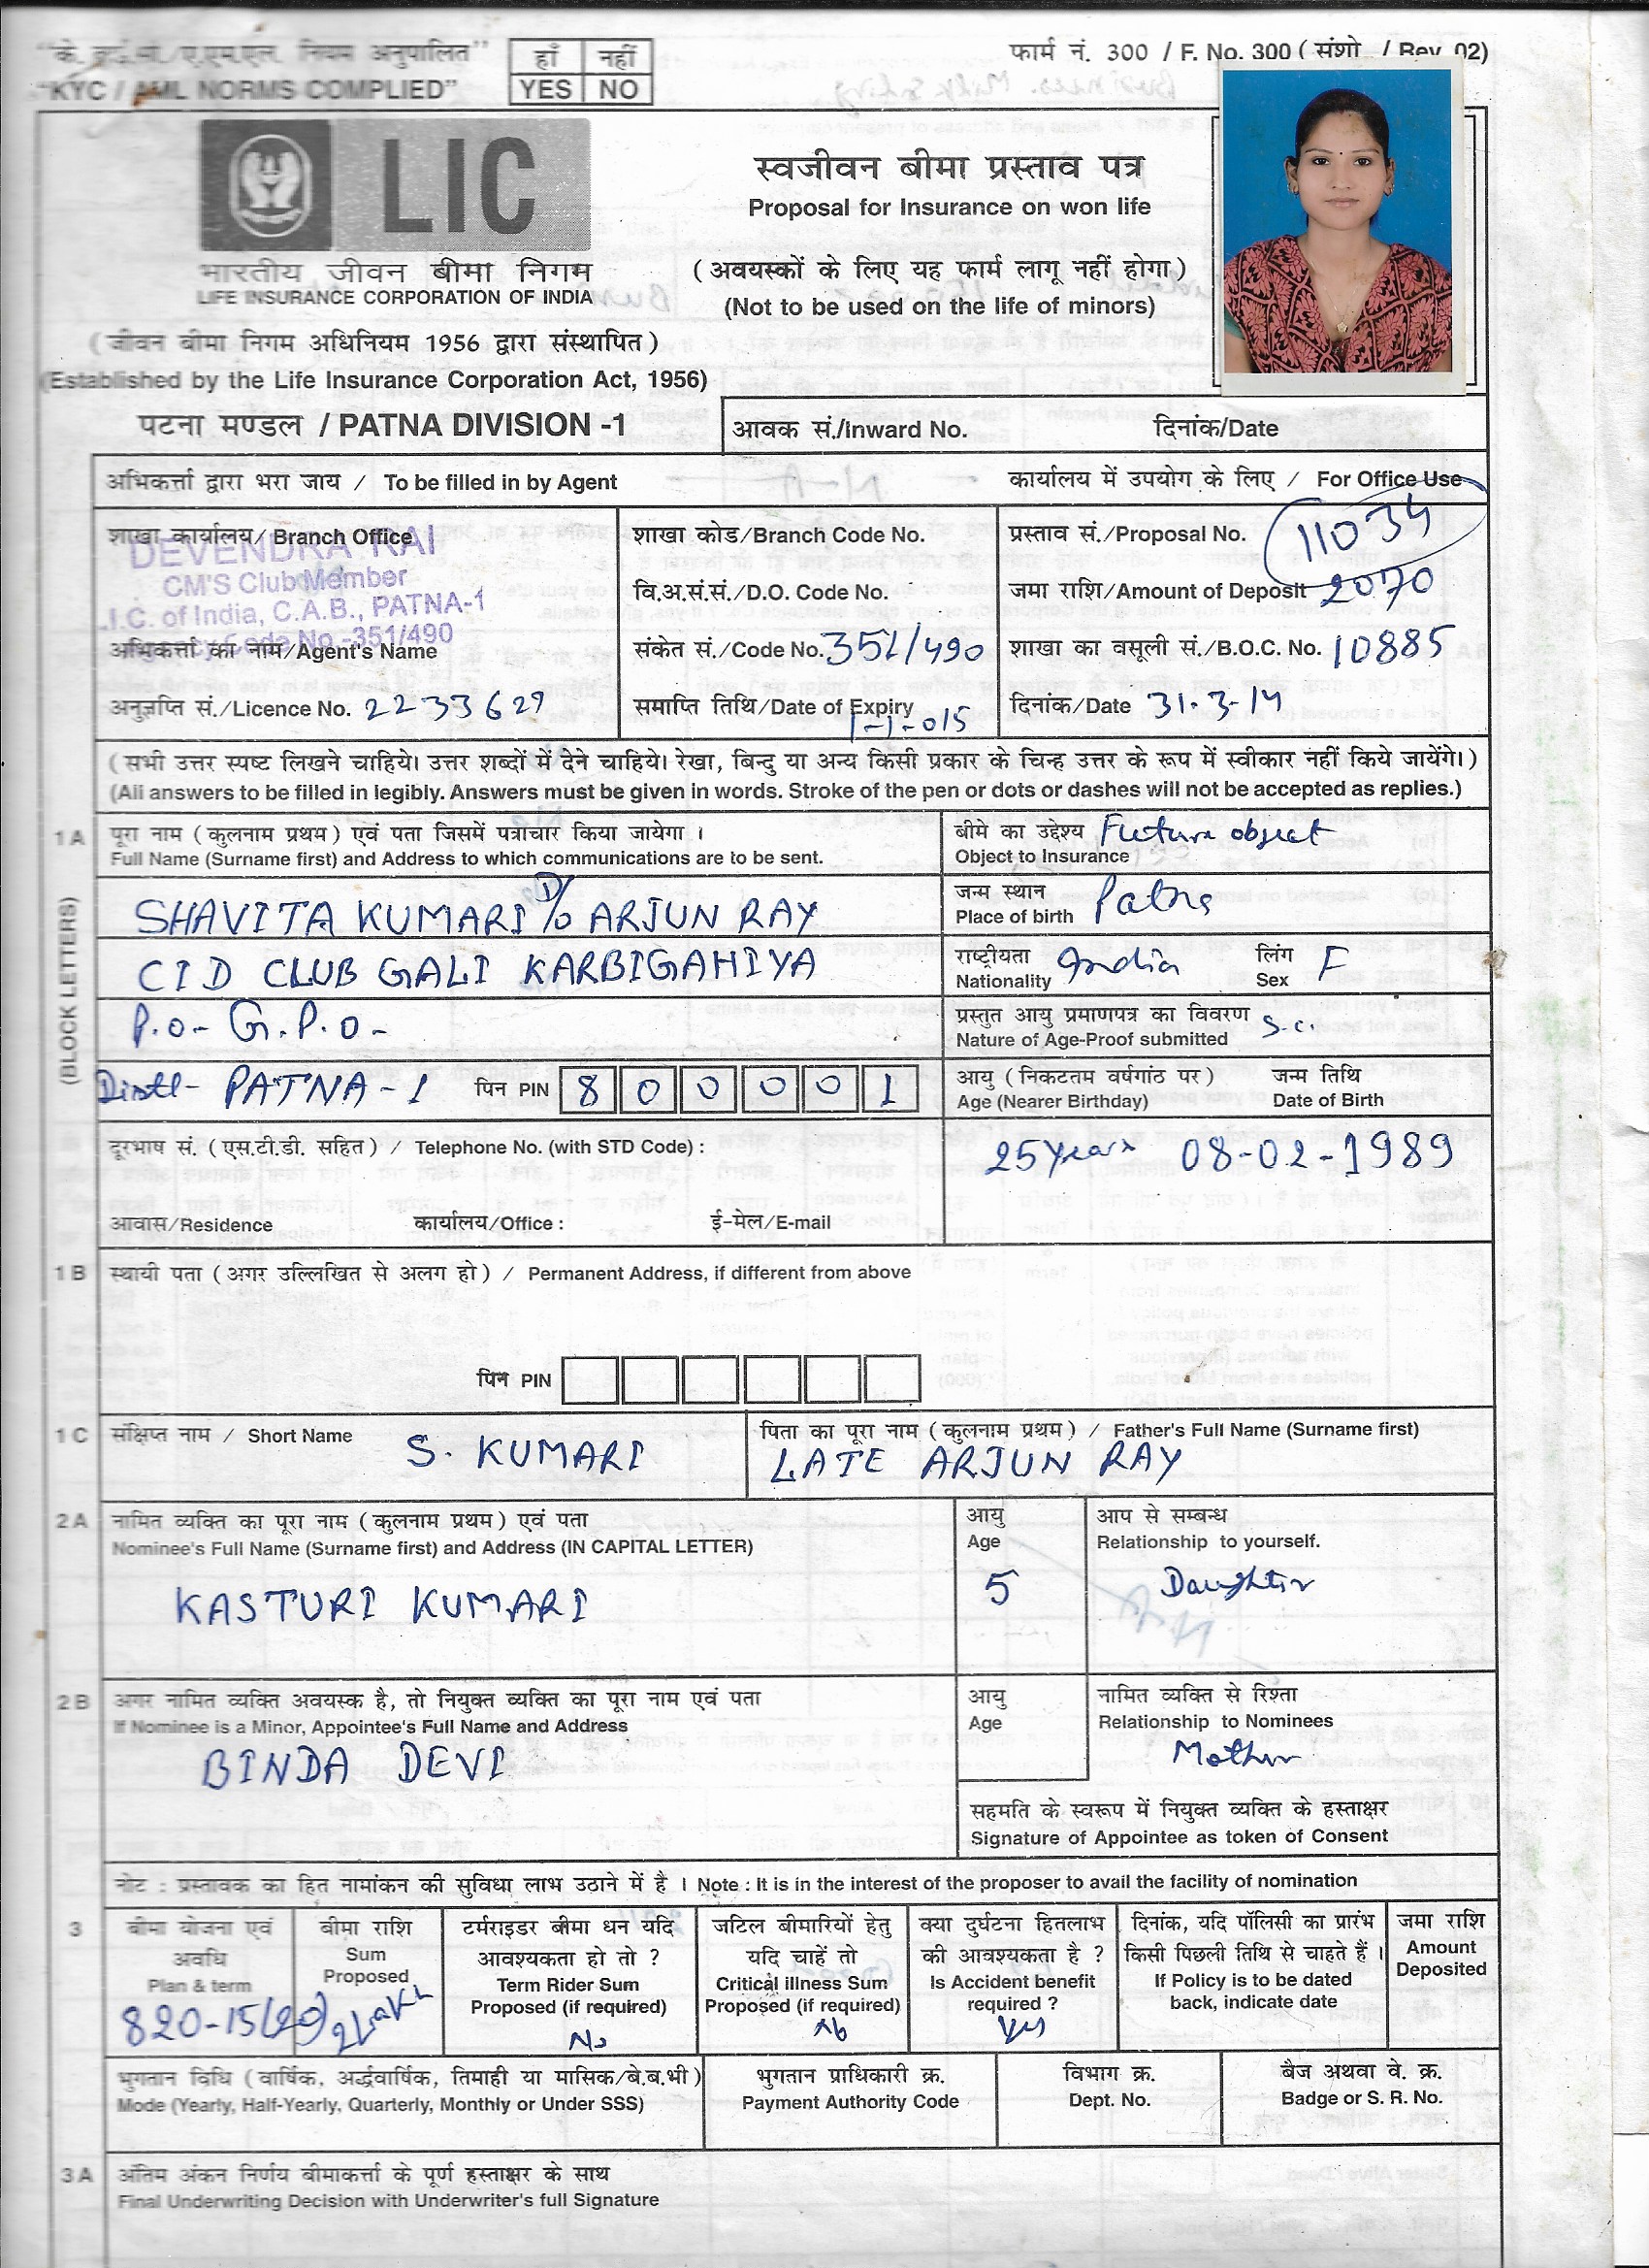 "के.वाई.सी./ए.एम.एल. नियम अनुपालित"
"KYC / AML NORMS COMPLIED"
हाँ नहीं
YES NO
फार्म नं. 300 / F. No. 300 ( संशो. / Rev. 02)
LIC
भारतीय जीवन बीमा निगम
LIFE INSURANCE CORPORATION OF INDIA
( जीवन बीमा निगम अधिनियम 1956 द्वारा संस्थापित )
(Established by the Life Insurance Corporation Act, 1956)
स्वजीवन बीमा प्रस्ताव पत्र
Proposal for Insurance on won life
( अवयस्कों के लिए यह फार्म लागू नहीं होगा )
(Not to be used on the life of minors)
पटना मण्डल / PATNA DIVISION -1
आवक सं./Inward No. दिनांक/Date
अभिकर्त्ता द्वारा भरा जाय / To be filled in by Agent
कार्यालय में उपयोग के लिए / For Office Use
शाखा कार्यालय/ Branch Office
DEVENDRA RAI
CM'S Club Member
L.I.C. of India, C.A.B., PATNA-1
Code No.-351/490
अभिकर्त्ता का नाम/Agent's Name
अनुज्ञप्ति सं./Licence No. 2233629
शाखा कोड/Branch Code No.
वि.अ.सं.सं./D.O. Code No.
संकेत सं./Code No. 351/490
समाप्ति तिथि/Date of Expiry
1-1-015
प्रस्ताव सं./Proposal No. 11034
जमा राशि/Amount of Deposit 2070
शाखा का वसूली सं./B.O.C. No. 10885
दिनांक/Date 31.3.14
( सभी उत्तर स्पष्ट लिखने चाहिये। उत्तर शब्दों में देने चाहिये। रेखा, बिन्दु या अन्य किसी प्रकार के चिन्ह उत्तर के रूप में स्वीकार नहीं किये जायेंगे।)
(All answers to be filled in legibly. Answers must be given in words. Stroke of the pen or dots or dashes will not be accepted as replies.)
1 A पूरा नाम ( कुलनाम प्रथम ) एवं पता जिसमें पत्राचार किया जायेगा ।
Full Name (Surname first) and Address to which communications are to be sent.
(BLOCK LETTERS)
SHAVITA KUMARI D/o ARJUN RAY
CID CLUB GALI KARBIGAHIYA
P.O- G.P.O-
Distt- PATNA-1 पिन PIN 8 0 0 0 0 1
बीमे का उद्देश्य Future object
Object to Insurance
जन्म स्थान
Place of birth Patna
राष्ट्रीयता India लिंग F
Nationality Sex
प्रस्तुत आयु प्रमाणपत्र का विवरण S.C.
Nature of Age-Proof submitted
आयु ( निकटतम वर्षगांठ पर ) जन्म तिथि
Age (Nearer Birthday) Date of Birth
25 Years 08-02-1989
दूरभाष सं. ( एस.टी.डी. सहित ) / Telephone No. (with STD Code) :
आवास/Residence कार्यालय/Office : ई-मेल/E-mail
1 B स्थायी पता ( अगर उल्लिखित से अलग हो ) / Permanent Address, if different from above
पिन PIN
1 C संक्षिप्त नाम / Short Name S. KUMARI
पिता का पूरा नाम ( कुलनाम प्रथम ) / Father's Full Name (Surname first)
LATE ARJUN RAY
2 A नामित व्यक्ति का पूरा नाम ( कुलनाम प्रथम ) एवं पता
Nominee's Full Name (Surname first) and Address (IN CAPITAL LETTER)
KASTURI KUMARI
आयु
Age
5
आप से सम्बन्ध
Relationship to yourself.
Daughter
2 B अगर नामित व्यक्ति अवयस्क है, तो नियुक्त व्यक्ति का पूरा नाम एवं पता
If Nominee is a Minor, Appointee's Full Name and Address
BINDA DEVI
आयु
Age
नामित व्यक्ति से रिश्ता
Relationship to Nominees
Mother
सहमति के स्वरूप में नियुक्त व्यक्ति के हस्ताक्षर
Signature of Appointee as token of Consent
नोट : प्रस्तावक का हित नामांकन की सुविधा लाभ उठाने में है । Note : It is in the interest of the proposer to avail the facility of nomination
3 बीमा योजना एवं अवधि
Plan & term
820-15(20)
बीमा राशि
Sum Proposed
2 Lakh
टर्मराइडर बीमा धन यदि आवश्यकता हो तो ?
Term Rider Sum Proposed (if required)
No
जटिल बीमारियों हेतु यदि चाहें तो
Critical illness Sum Proposed (if required)
No
क्या दुर्घटना हितलाभ की आवश्यकता है ?
Is Accident benefit required ?
Yes
दिनांक, यदि पॉलिसी का प्रारंभ किसी पिछली तिथि से चाहते हैं ।
If Policy is to be dated back, indicate date
जमा राशि
Amount Deposited
भुगतान विधि ( वार्षिक, अर्द्धवार्षिक, तिमाही या मासिक/बे.ब.भी )
Mode (Yearly, Half-Yearly, Quarterly, Monthly or Under SSS)
भुगतान प्राधिकारी क्र.
Payment Authority Code
विभाग क्र.
Dept. No.
बैज अथवा वे. क्र.
Badge or S. R. No.
3 A अंतिम अंकन निर्णय बीमाकर्त्ता के पूर्ण हस्ताक्षर के साथ
Final Underwriting Decision with Underwriter's full Signature